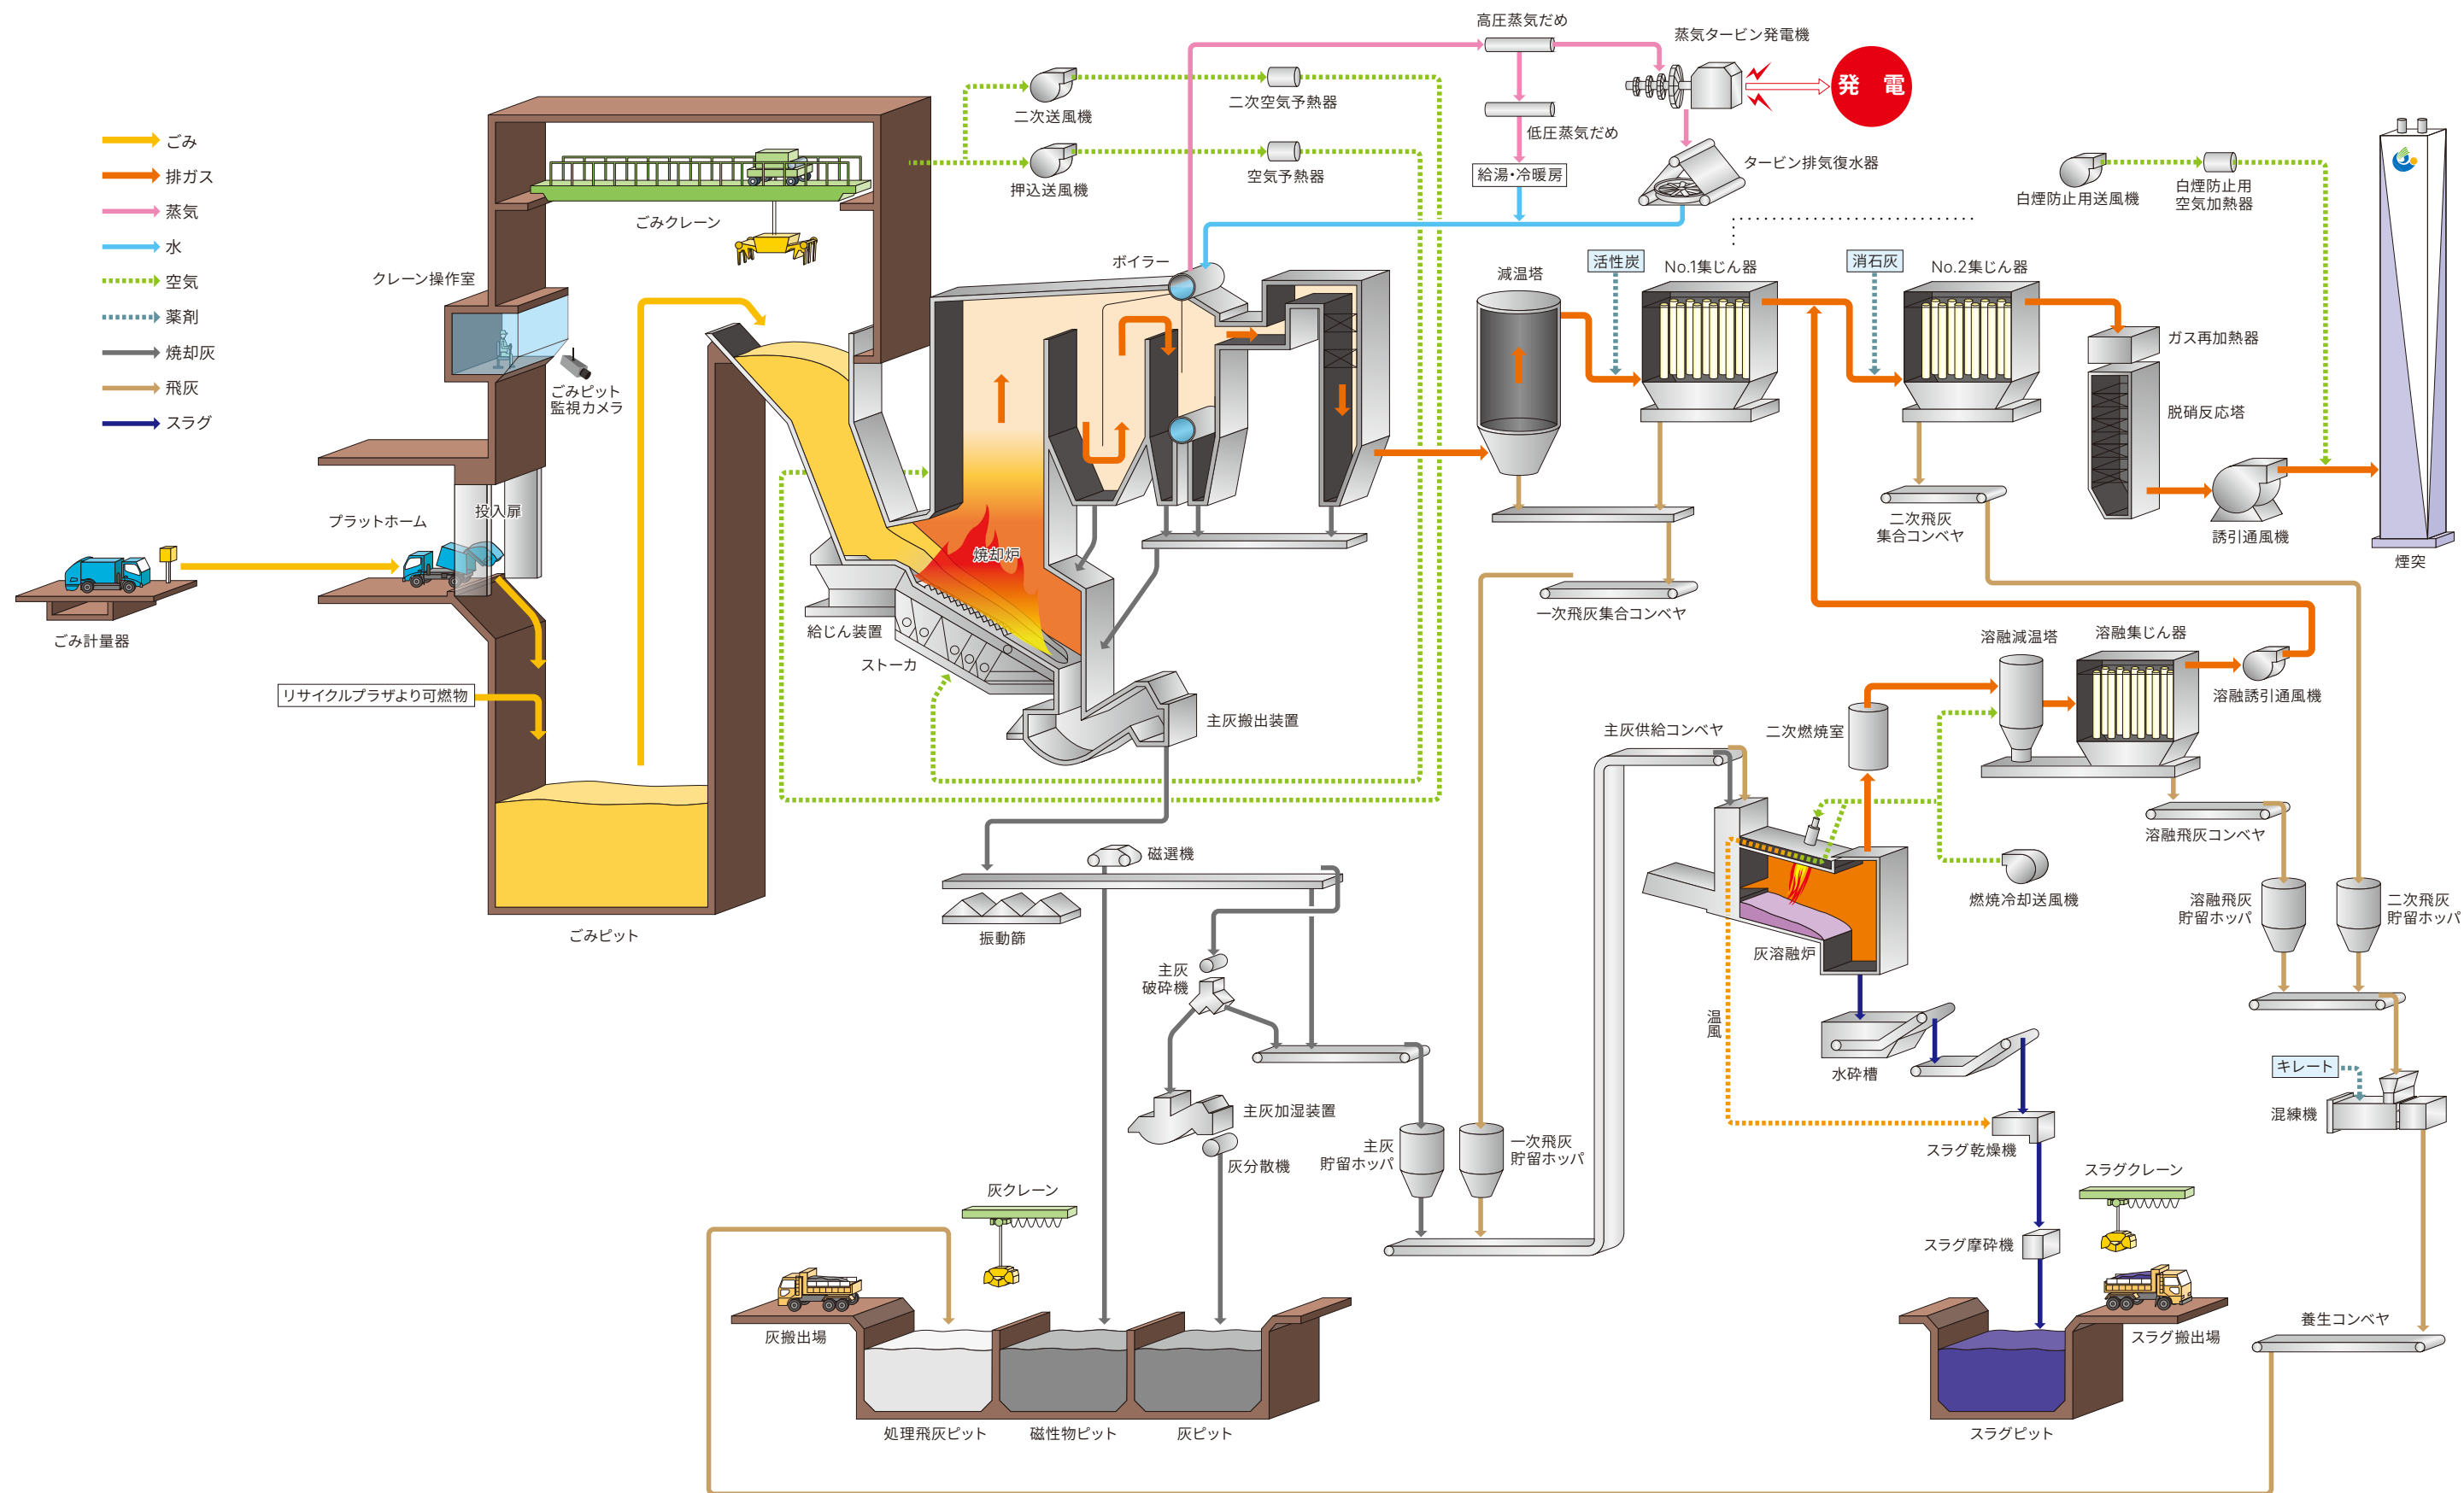 ごみ
排ガス
蒸気
水
空気
薬剤
焼却灰
飛灰
スラグ
高圧蒸気だめ
蒸気タービン発電機
発電
二次送風機
二次空気予熱器
低圧蒸気だめ
タービン排気復水器
押込送風機
空気予熱器
給湯・冷暖房
白煙防止用送風機
白煙防止用
空気加熱器
ごみクレーン
クレーン操作室
ごみピット
監視カメラ
ボイラー
減温塔
活性炭
No.1集じん器
消石灰
No.2集じん器
ガス再加熱器
脱硝反応塔
誘引通風機
煙突
プラットホーム
投入扉
ごみ計量器
焼却炉
給じん装置
ストーカ
一次飛灰集合コンベヤ
二次飛灰
集合コンベヤ
リサイクルプラザより可燃物
主灰搬出装置
主灰供給コンベヤ
二次燃焼室
溶融減温塔
溶融集じん器
溶融誘引通風機
溶融飛灰コンベヤ
燃焼冷却送風機
溶融飛灰
貯留ホッパ
二次飛灰
貯留ホッパ
ごみピット
磁選機
振動篩
主灰
破砕機
灰溶融炉
温風
水砕槽
キレート
混練機
主灰加湿装置
灰分散機
主灰
貯留ホッパ
一次飛灰
貯留ホッパ
スラグ乾燥機
スラグクレーン
灰クレーン
スラグ摩砕機
灰搬出場
スラグ搬出場
養生コンベヤ
処理飛灰ピット
磁性物ピット
灰ピット
スラグピット